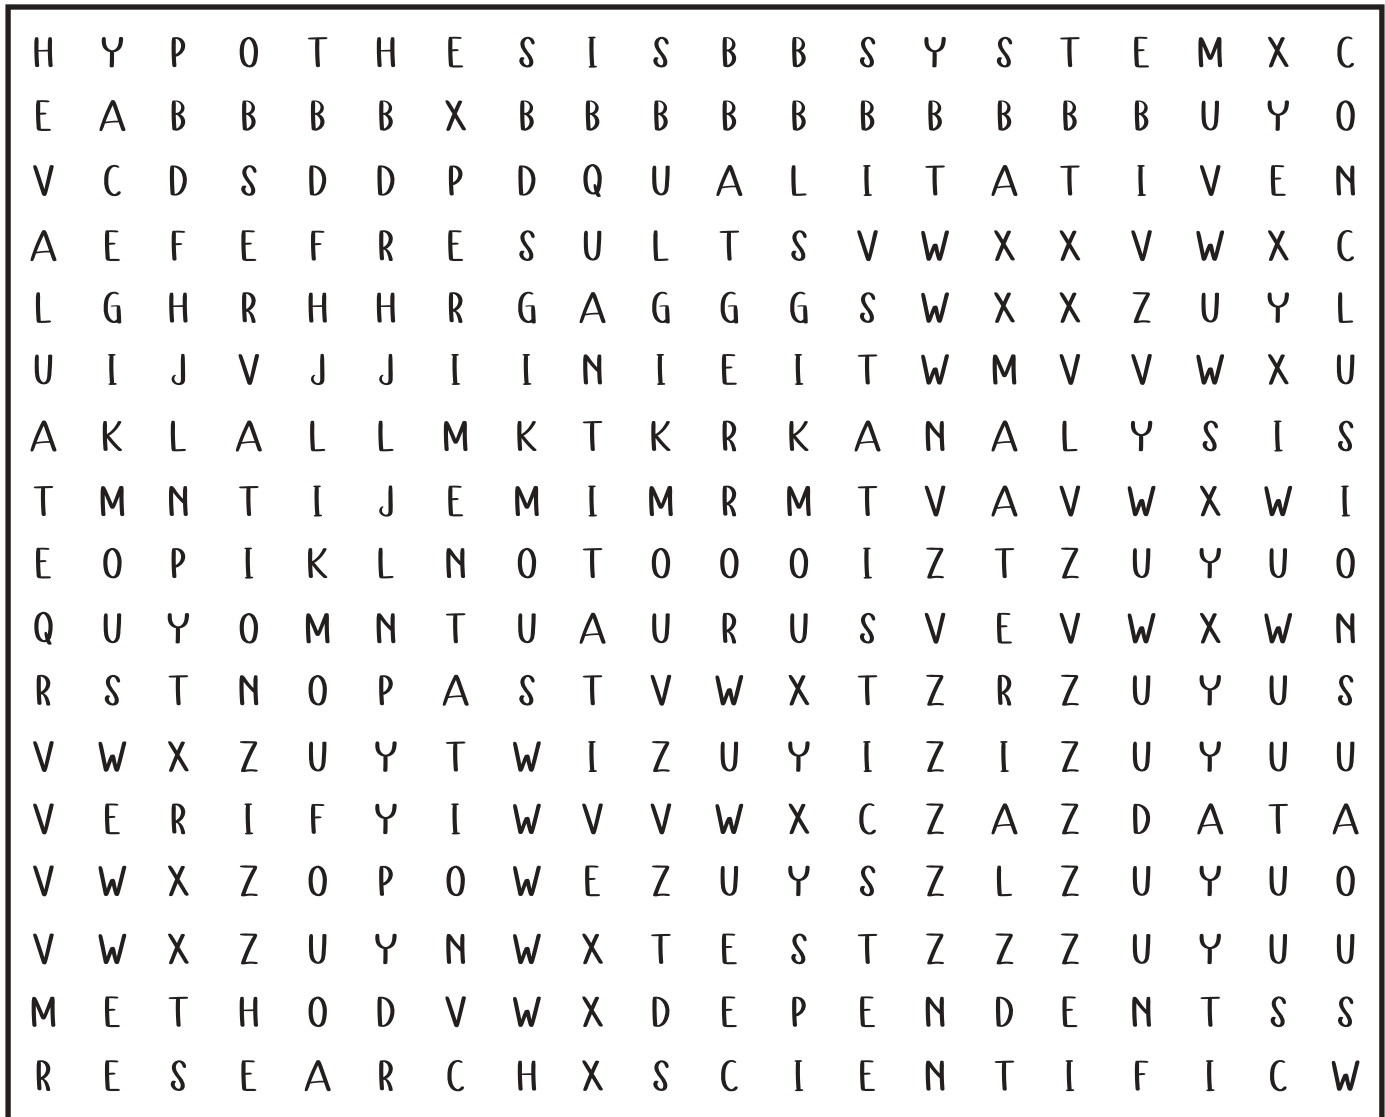 H Y P O T H E S I S B B S Y S T E M X C
E A B B B B X B B B B B B B B B B U Y O
V C D S D D P D Q U A L I T A T I V E N
A E F E F R E S U L T S V W X X V W X C
L G H R H H R G A G G G S W X X Z U Y L
U I J V J J I I N I E I T W M V V W X U
A K L A L L M K T K R K A N A L Y S I S
T M N T I J E M I M R M T V A V W X W I
E O P I K L N O T O O O I Z T Z U Y U O
Q U Y O M N T U A U R U S V E V W X W N
R S T N O P A S T V W X T Z R Z U Y U S
V W X Z U Y T W I Z U Y I Z I Z U Y U U
V E R I F Y I W V V W X C Z A Z D A T A
V W X Z O P O W E Z U Y S Z L Z U Y U O
V W X Z U Y N W X T E S T Z Z Z U Y U U
M E T H O D V W X D E P E N D E N T S S
R E S E A R C H X S C I E N T I F I C W